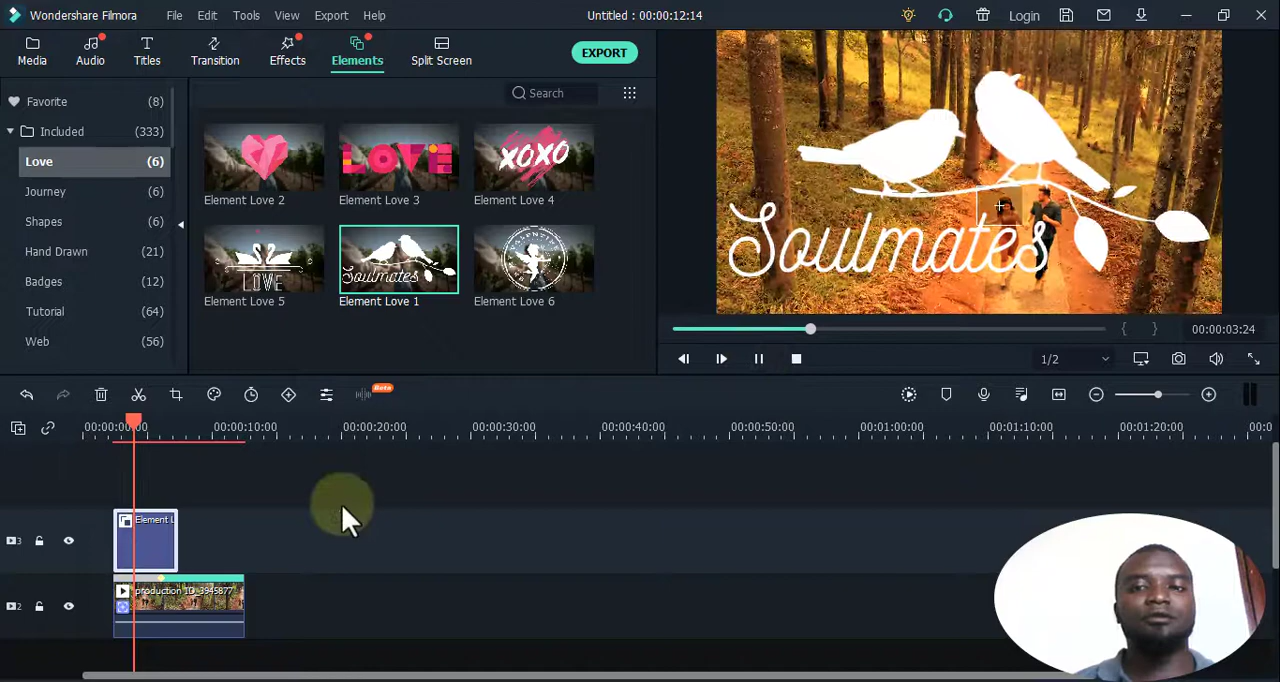 Wondershare Filmora File Edit Tools View Export Help Untitled : 00:00:12:14 Login
Media Audio Titles Transition Effects Elements Split Screen EXPORT
Favorite (8)
Included (333)
Love (6)
Journey (6)
Shapes (6)
Hand Drawn (21)
Badges (12)
Tutorial (64)
Web (56)
Search
LOVE
XOXO
Element Love 2 Element Love 3 Element Love 4
LOVE
Soulmates
VALENTINE
Element Love 5 Element Love 1 Element Love 6
Soulmates
{ } 00:00:03:24
1/2
Beta
00:00:00:00 00:00:10:00 00:00:20:00 00:00:30:00 00:00:40:00 00:00:50:00 00:01:00:00 00:01:10:00 00:01:20:00 00:0
3 Element L
2 production ID_3945877